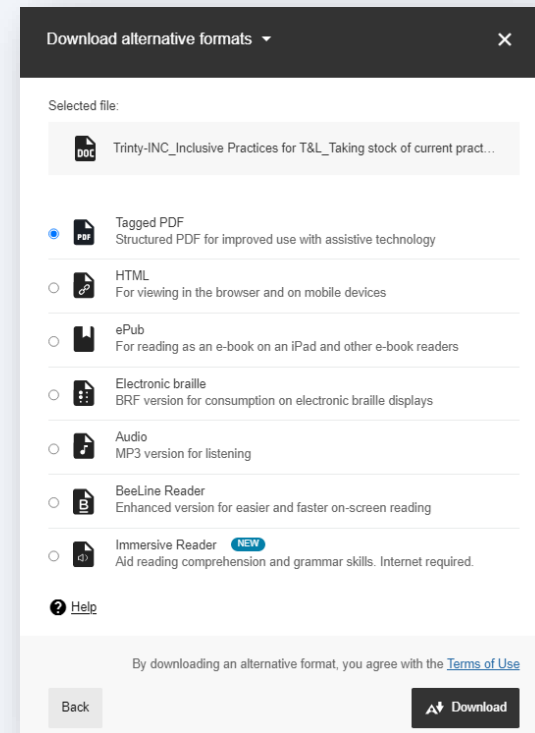 Download alternative formats
Selected file:
DOC
Trinty-INC_Inclusive Practices for T&L_Taking stock of current pract...
PDF
Tagged PDF
Structured PDF for improved use with assistive technology
HTML
For viewing in the browser and on mobile devices
ePub
For reading as an e-book on an iPad and other e-book readers
Electronic braille
BRF version for consumption on electronic braille displays
Audio
MP3 version for listening
B
BeeLine Reader
Enhanced version for easier and faster on-screen reading
Immersive Reader NEW
Aid reading comprehension and grammar skills. Internet required.
? Help
By downloading an alternative format, you agree with the Terms of Use
Back
A Download